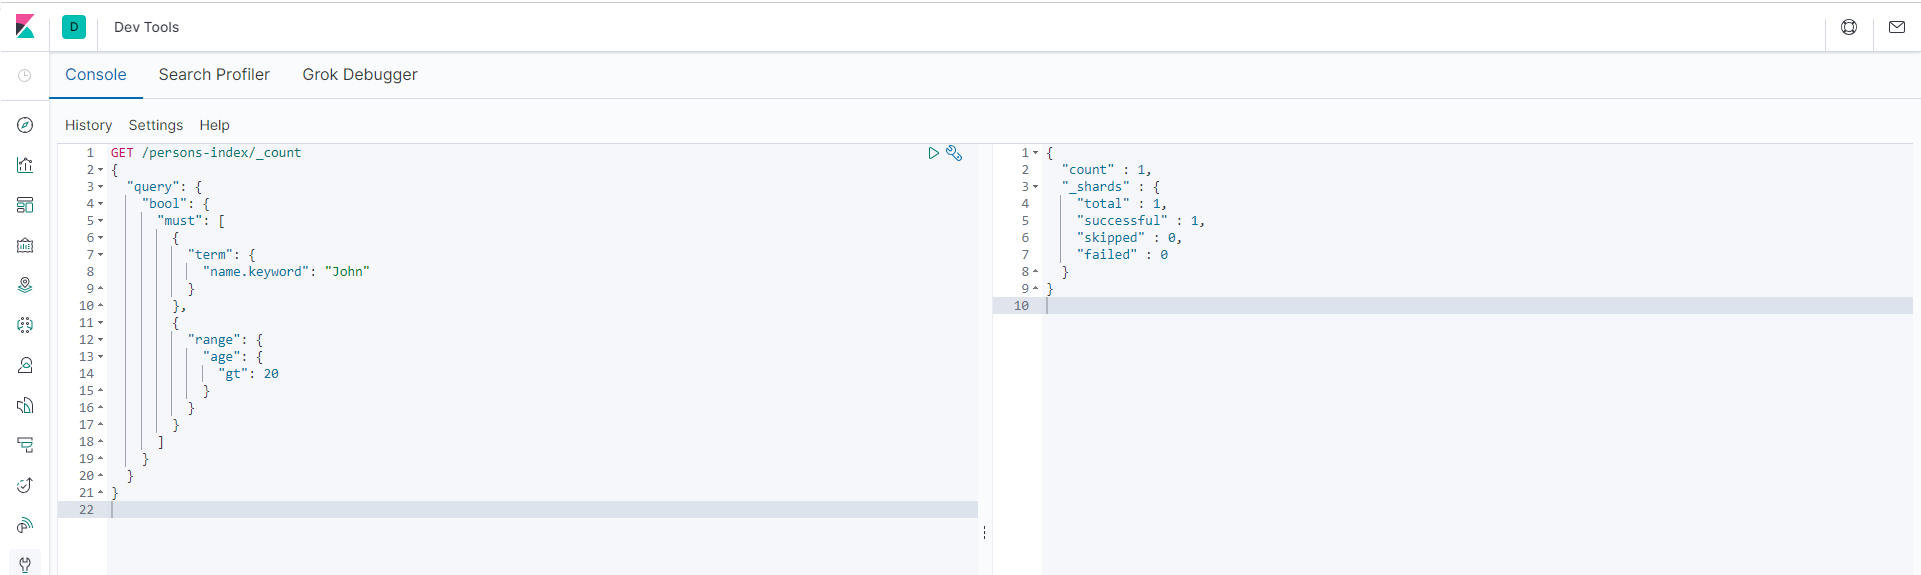 D Dev Tools
Console Search Profiler Grok Debugger
History Settings Help
1 GET /persons-index/_count
2 {
3 "query": {
4 "bool": {
5 "must": [
6 {
7 "term": {
8 "name.keyword": "John"
9 }
10 },
11 {
12 "range": {
13 "age": {
14 "gt": 20
15 }
16 }
17 }
18 ]
19 }
20 }
21 }
22
1 {
2 "count" : 1,
3 "_shards" : {
4 "total" : 1,
5 "successful" : 1,
6 "skipped" : 0,
7 "failed" : 0
8 }
9 }
10